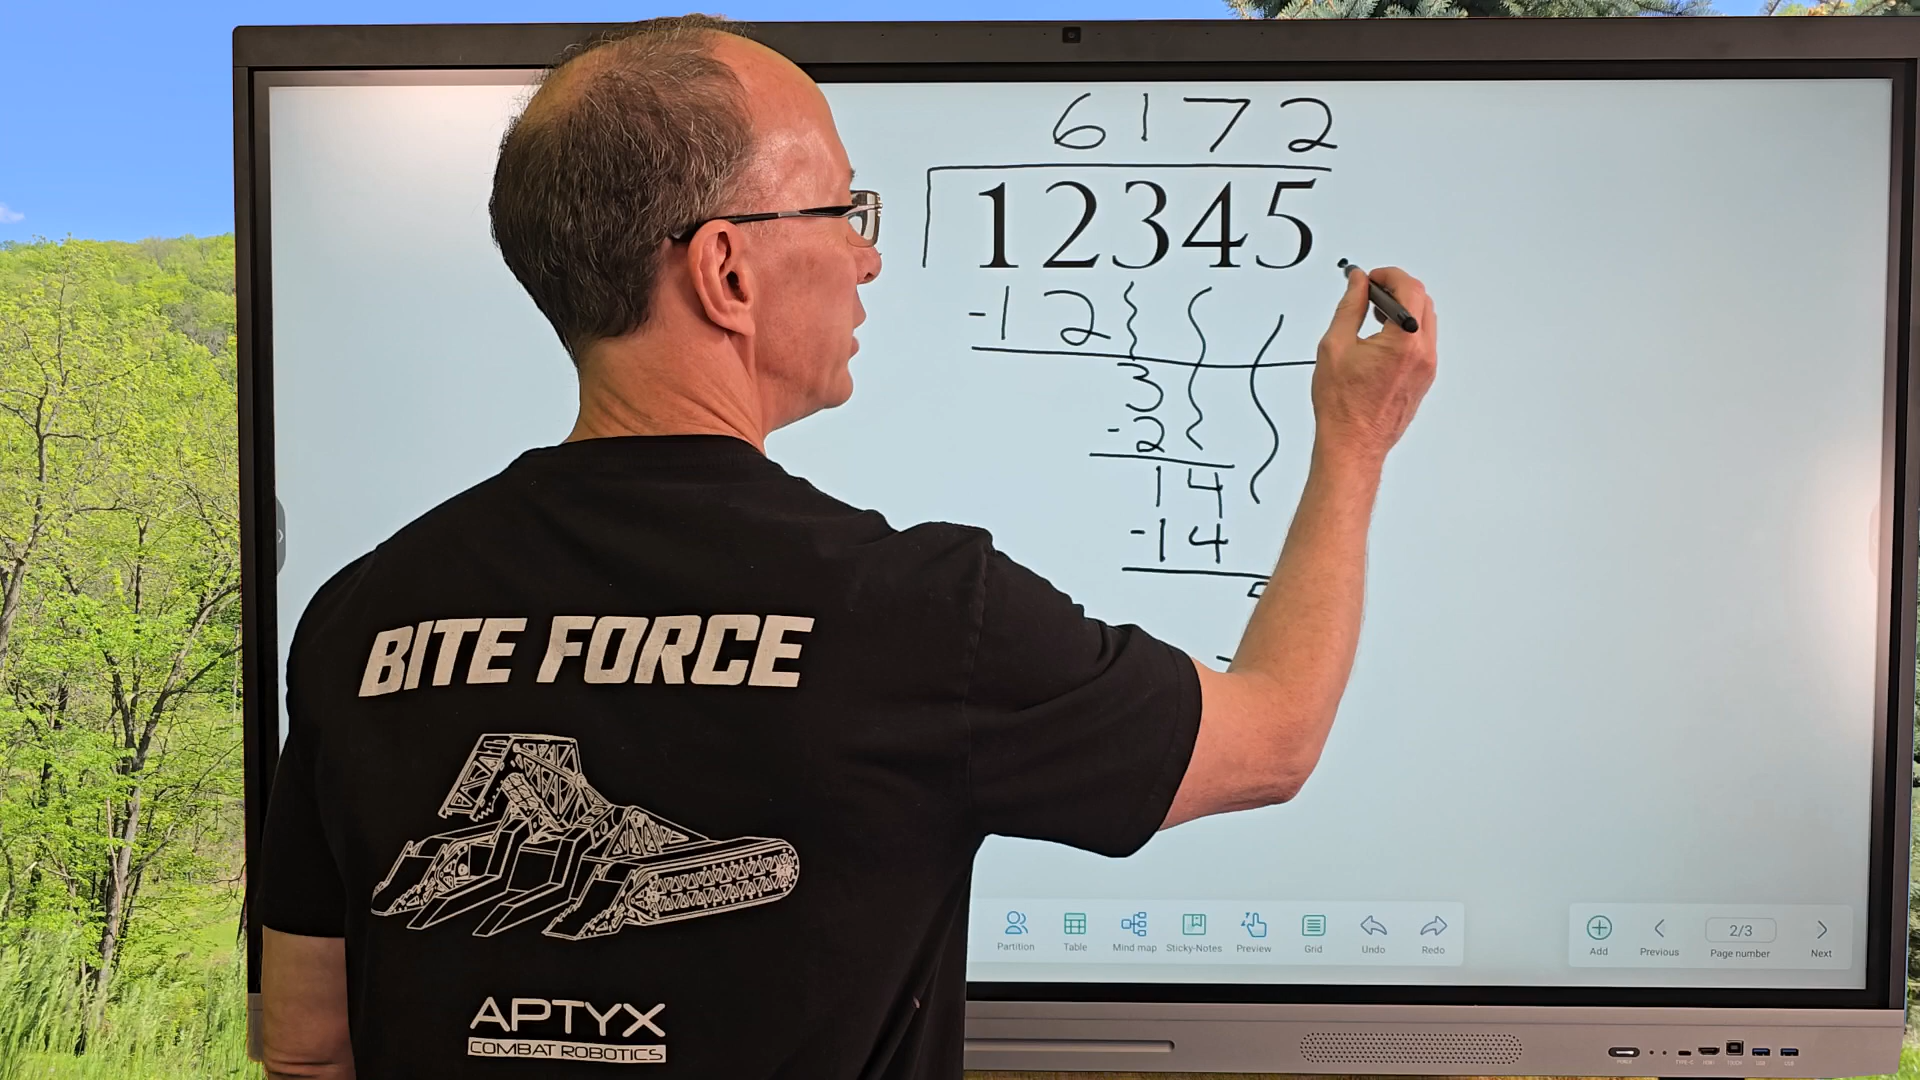 6172
12345.
-12
3
-2
14
-14
5
-
BITE FORCE
APTYX
COMBAT ROBOTICS
Partition Table Mind map Sticky-Notes Preview Grid Undo Redo
2/3
Add Previous Page number Next